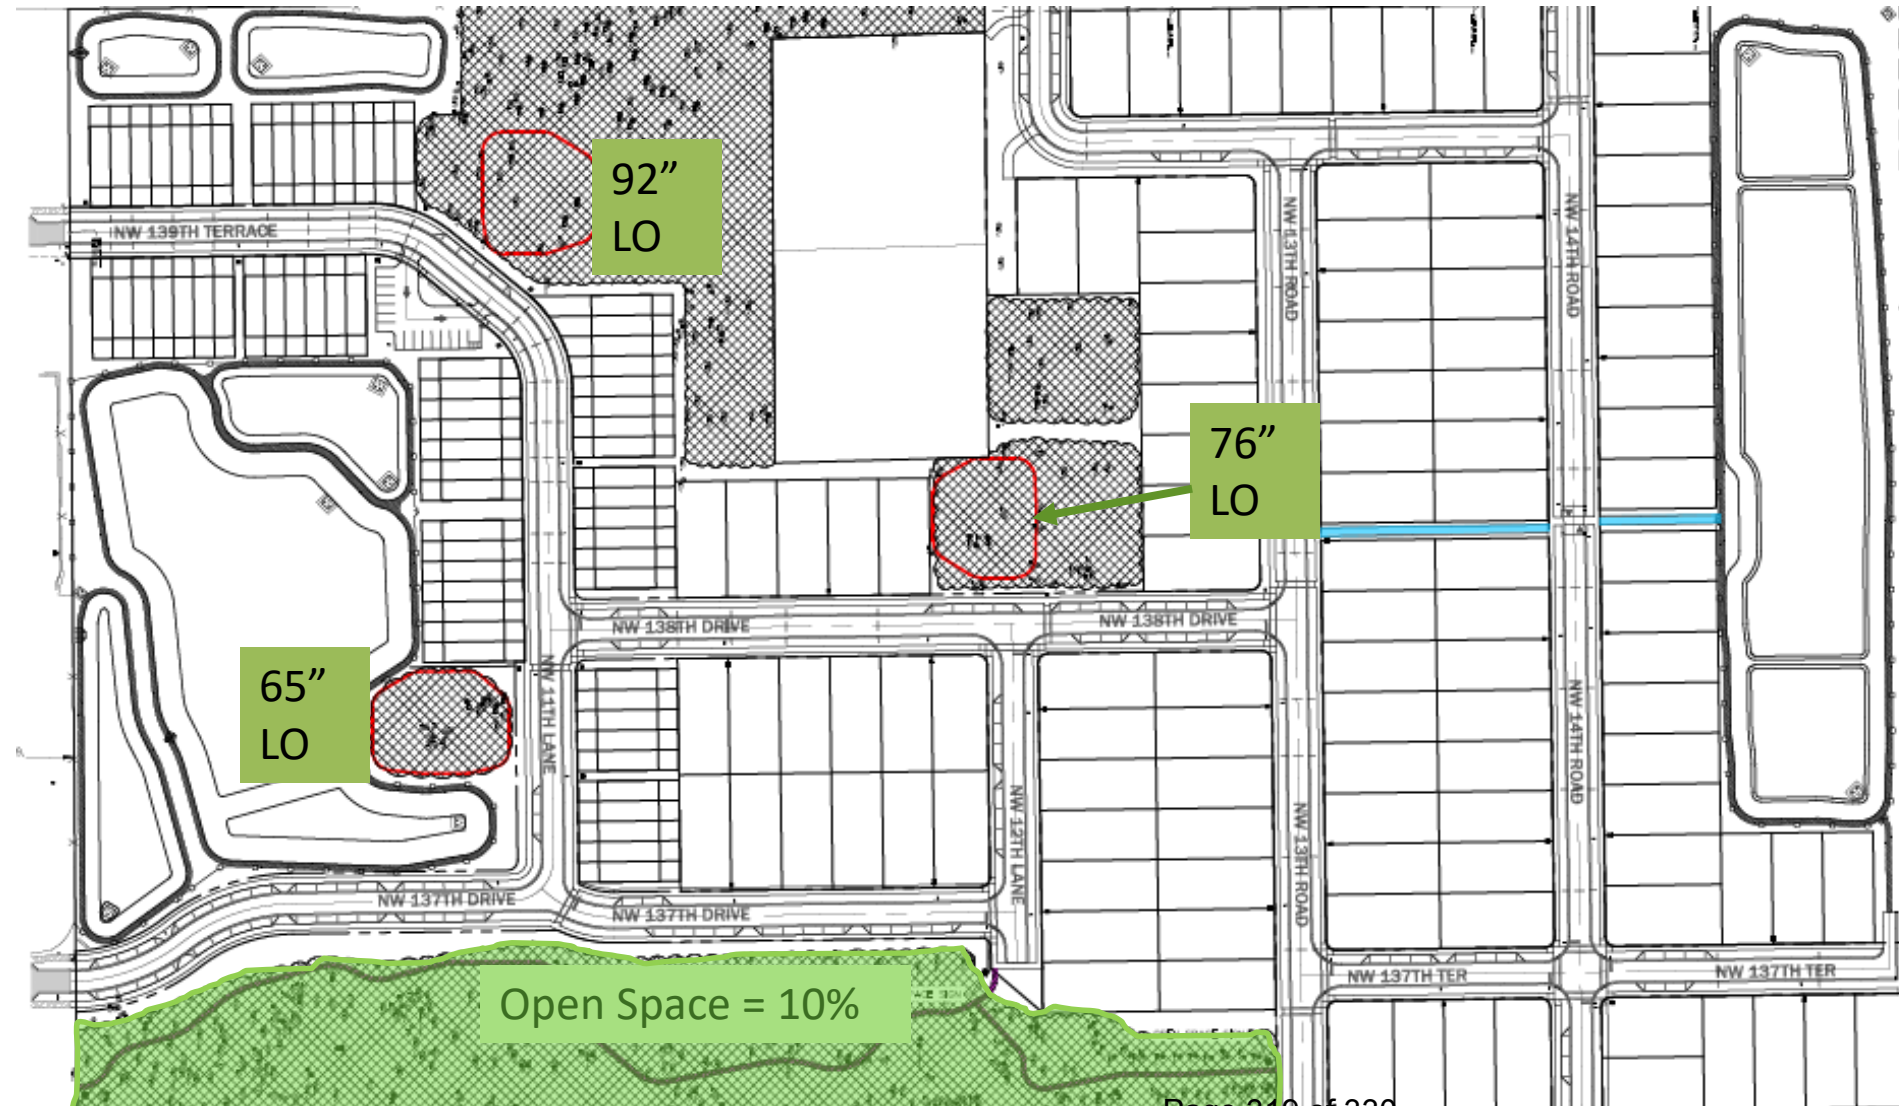 92”
LO
NW 139TH TERRACE
NW 13TH ROAD
NW 14TH ROAD
76”
LO
NW 138TH DRIVE
NW 138TH DRIVE
65”
LO
NW 11TH LANE
NW 12TH LANE
NW 13TH ROAD
NW 14TH ROAD
NW 137TH DRIVE
NW 137TH DRIVE
NW 137TH TER
NW 137TH TER
Open Space = 10%